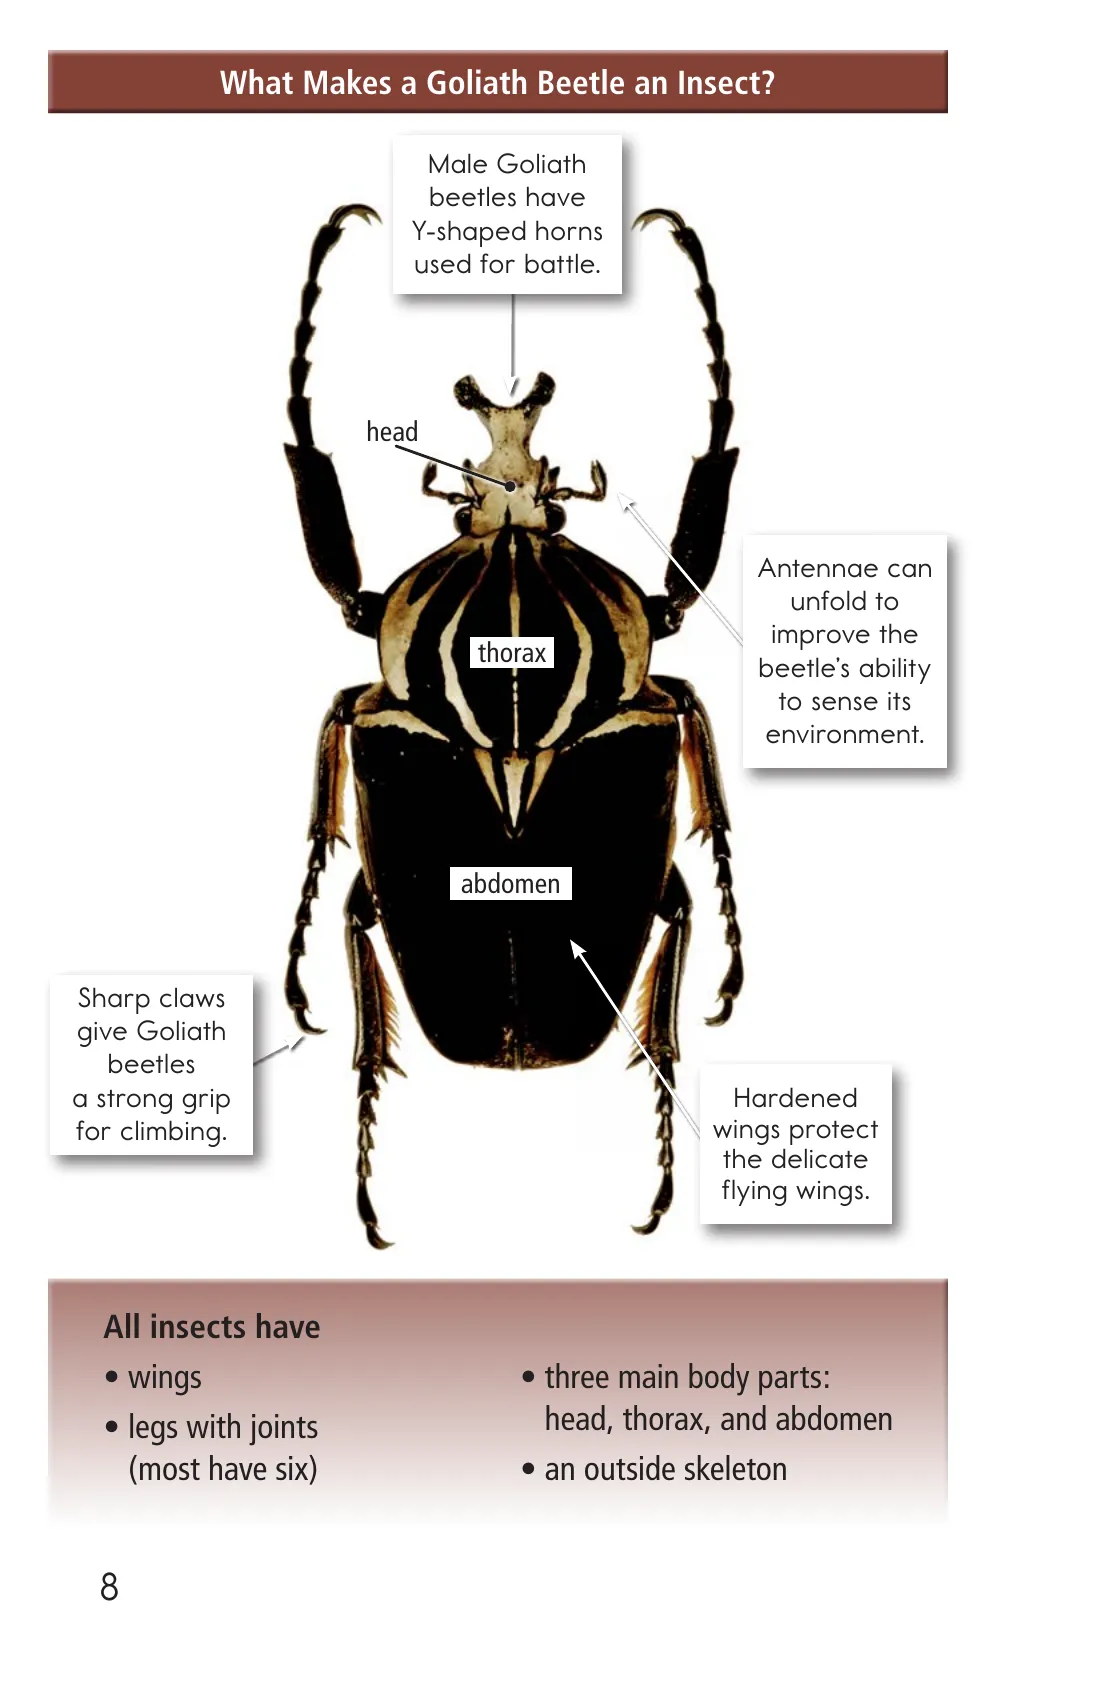 What Makes a Goliath Beetle an Insect?
Male Goliath
beetles have
Y-shaped horns
used for battle.
head
Antennae can
unfold to
improve the
beetle’s ability
to sense its
environment.
thorax
abdomen
Sharp claws
give Goliath
beetles
a strong grip
for climbing.
Hardened
wings protect
the delicate
flying wings.
All insects have
• wings
• legs with joints
(most have six)
• three main body parts:
head, thorax, and abdomen
• an outside skeleton
8